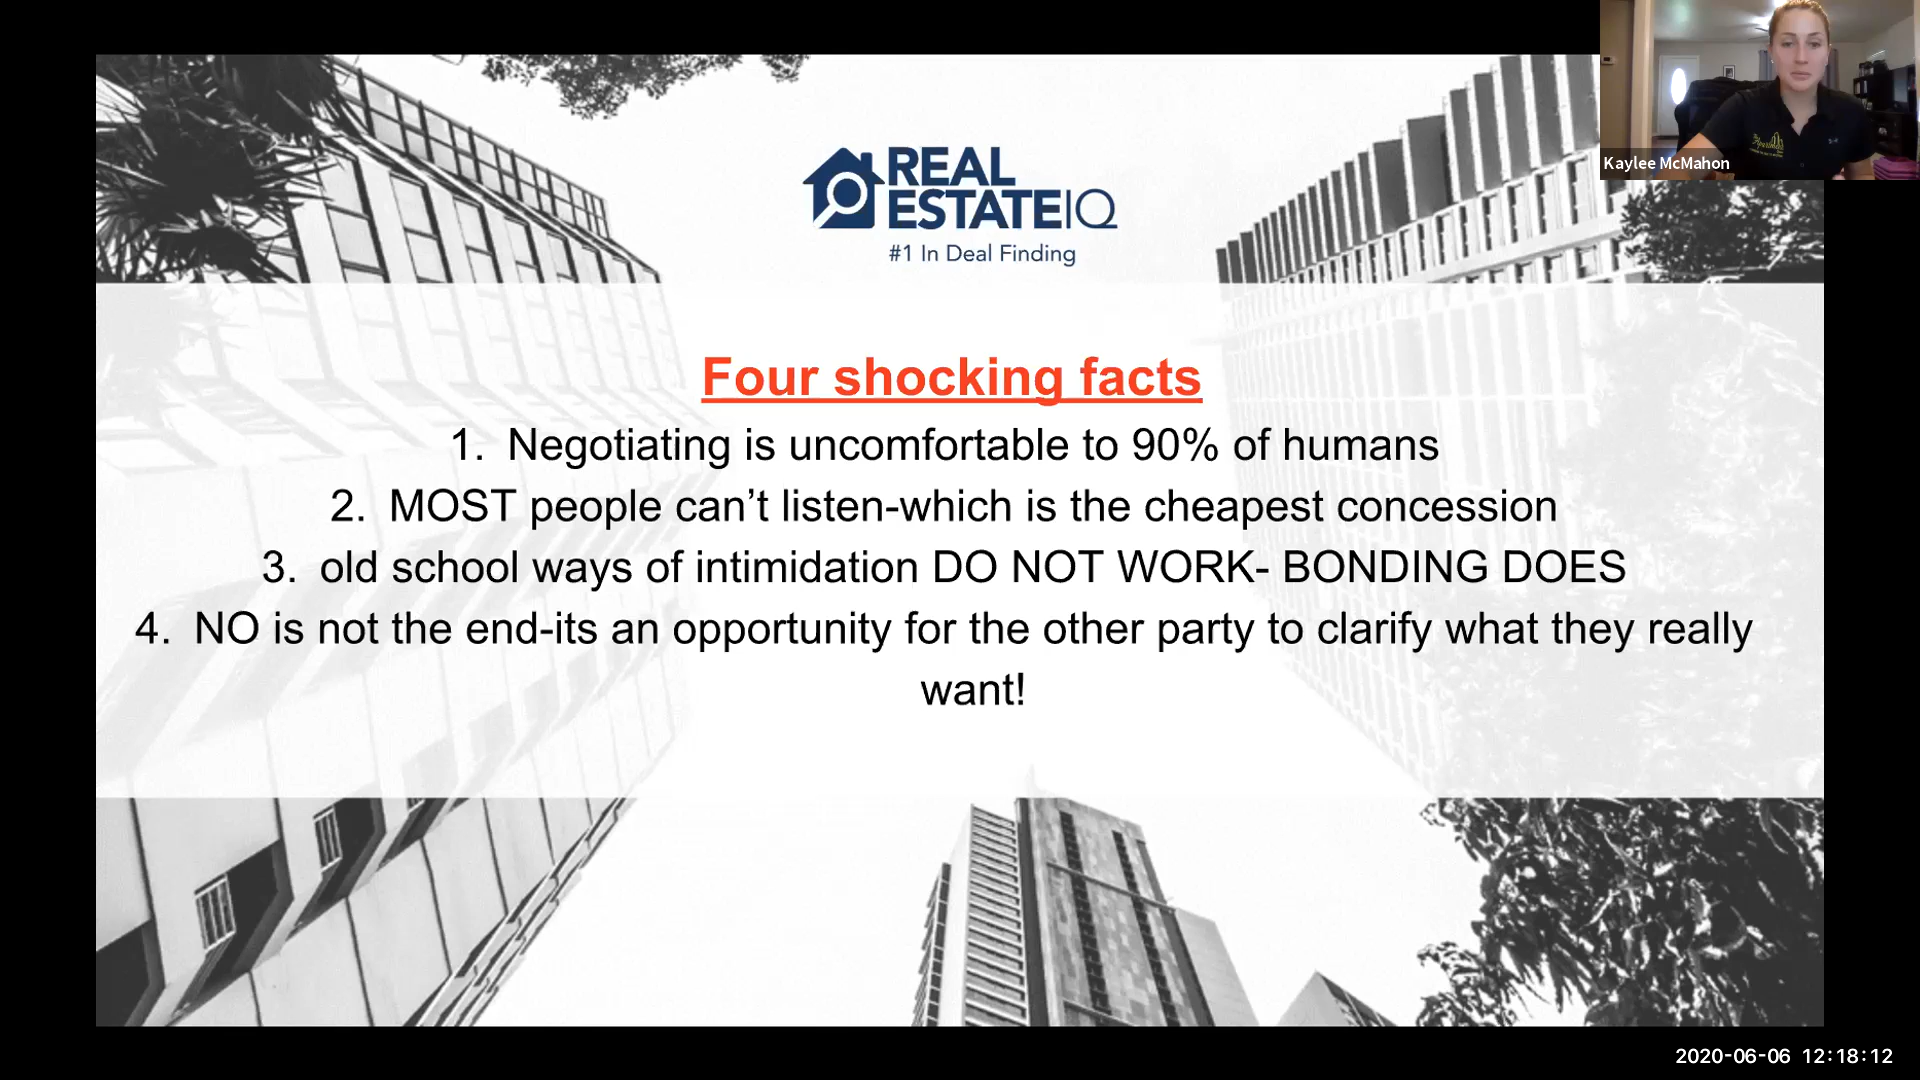 REAL
ESTATEIQ
#1 In Deal Finding
Kaylee McMahon
Four shocking facts
1. Negotiating is uncomfortable to 90% of humans
2. MOST people can’t listen-which is the cheapest concession
3. old school ways of intimidation DO NOT WORK- BONDING DOES
4. NO is not the end-its an opportunity for the other party to clarify what they really
want!
2020-06-06 12:18:12